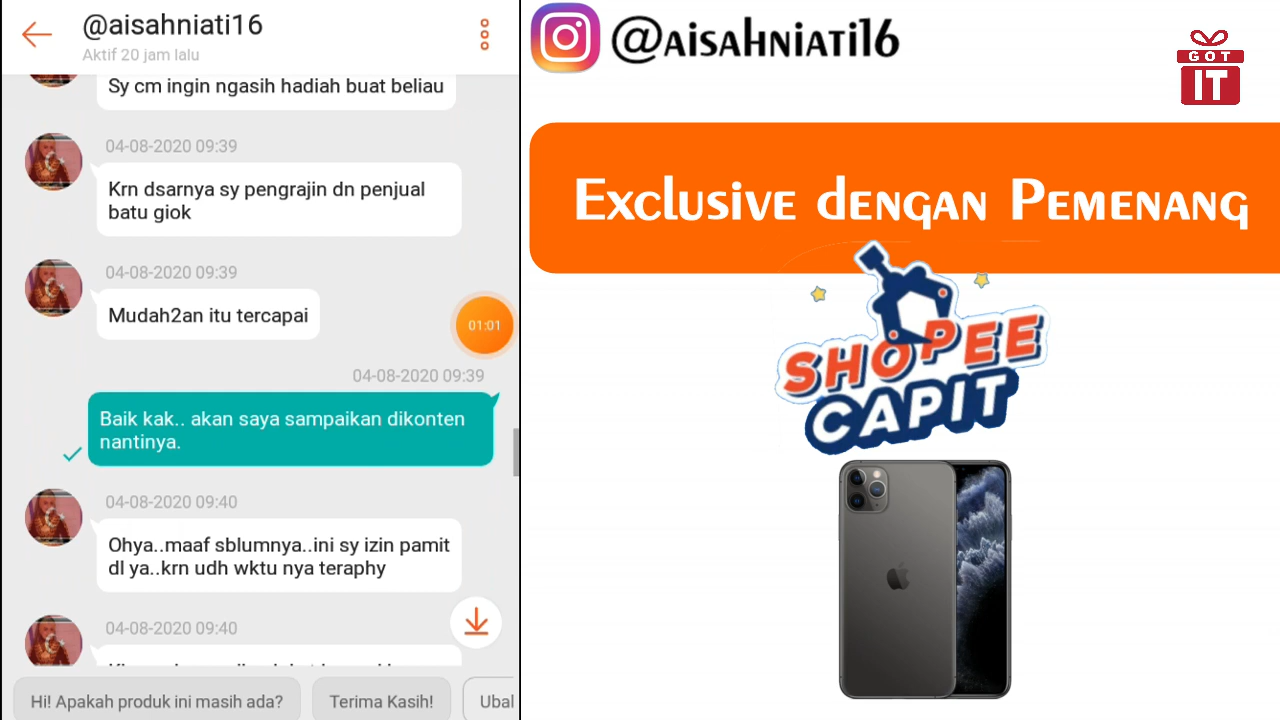 @aisahniati16
Aktif 20 jam lalu
Sy cm ingin ngasih hadiah buat beliau
04-08-2020 09:39
Krn dsarnya sy pengrajin dn penjual
batu giok
04-08-2020 09:39
Mudah2an itu tercapai
01:01
04-08-2020 09:39
Baik kak.. akan saya sampaikan dikonten
nantinya.
04-08-2020 09:40
Ohya..maaf sblumnya..ini sy izin pamit
dl ya..krn udh wktu nya teraphy
04-08-2020 09:40
Hi! Apakah produk ini masih ada?
Terima Kasih!
Ubal
@aisahniati16
GOT
IT
Exclusive dengan Pemenang
SHOPEE
CAPIT